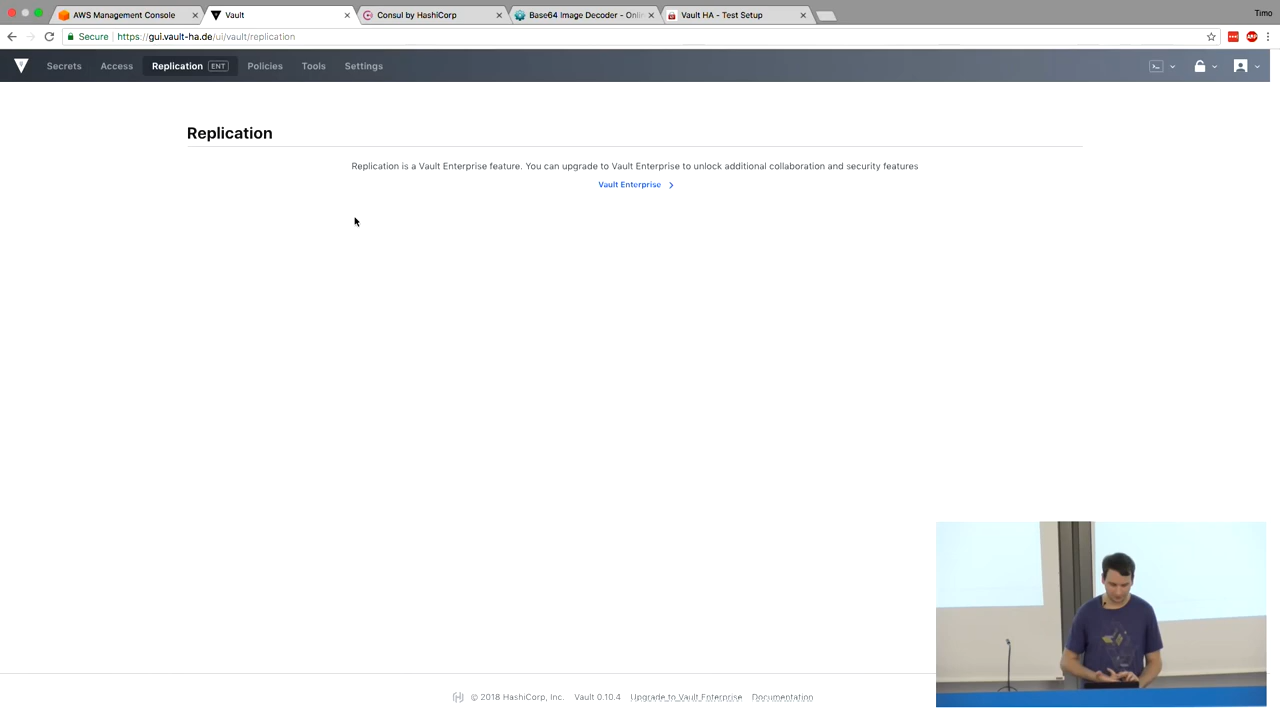 AWS Management Console
Vault
Consul by HashiCorp
Base64 Image Decoder - Onli
Vault HA - Test Setup
Timo
Secure
https://gui.vault-ha.de/ui/vault/replication
ABP
Secrets
Access
Replication ENT
Policies
Tools
Settings
Replication
Replication is a Vault Enterprise feature. You can upgrade to Vault Enterprise to unlock additional collaboration and security features
Vault Enterprise
© 2018 HashiCorp, Inc.
Vault 0.10.4
Upgrade to Vault Enterprise
Documentation